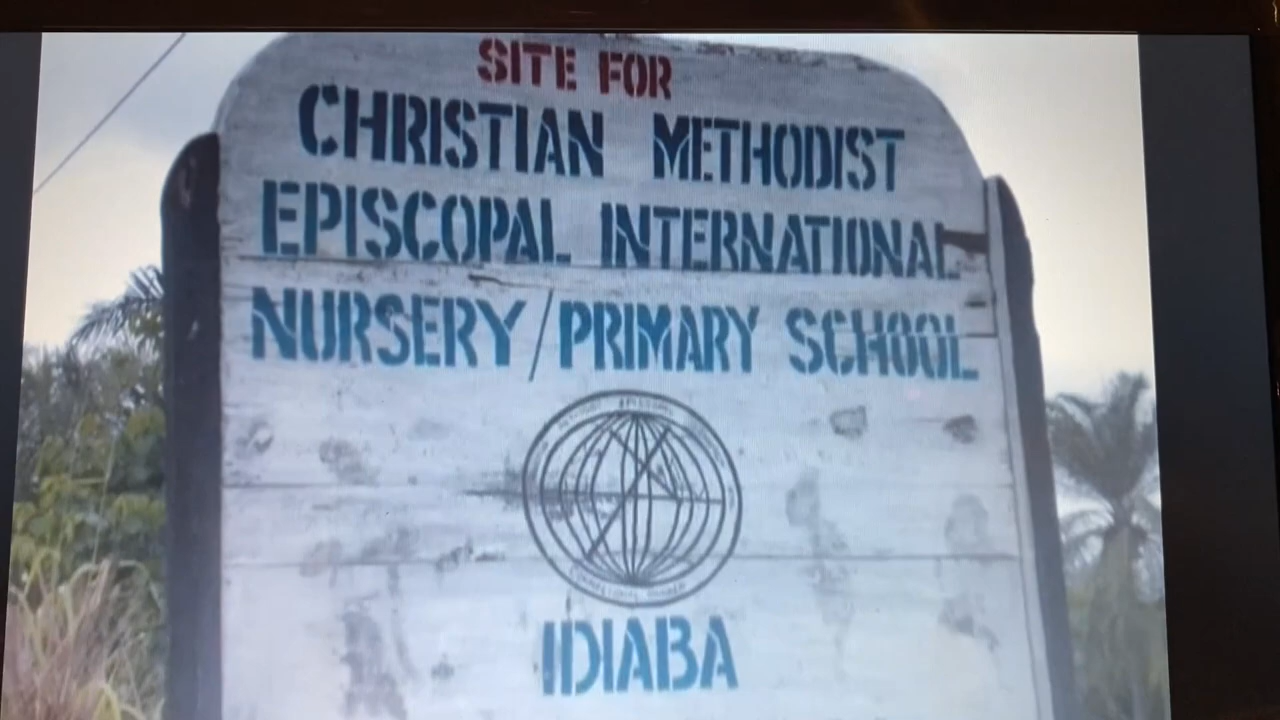 SITE FOR
CHRISTIAN METHODIST
EPISCOPAL INTERNATIONAL
NURSERY/PRIMARY SCHOOL
IDIABA